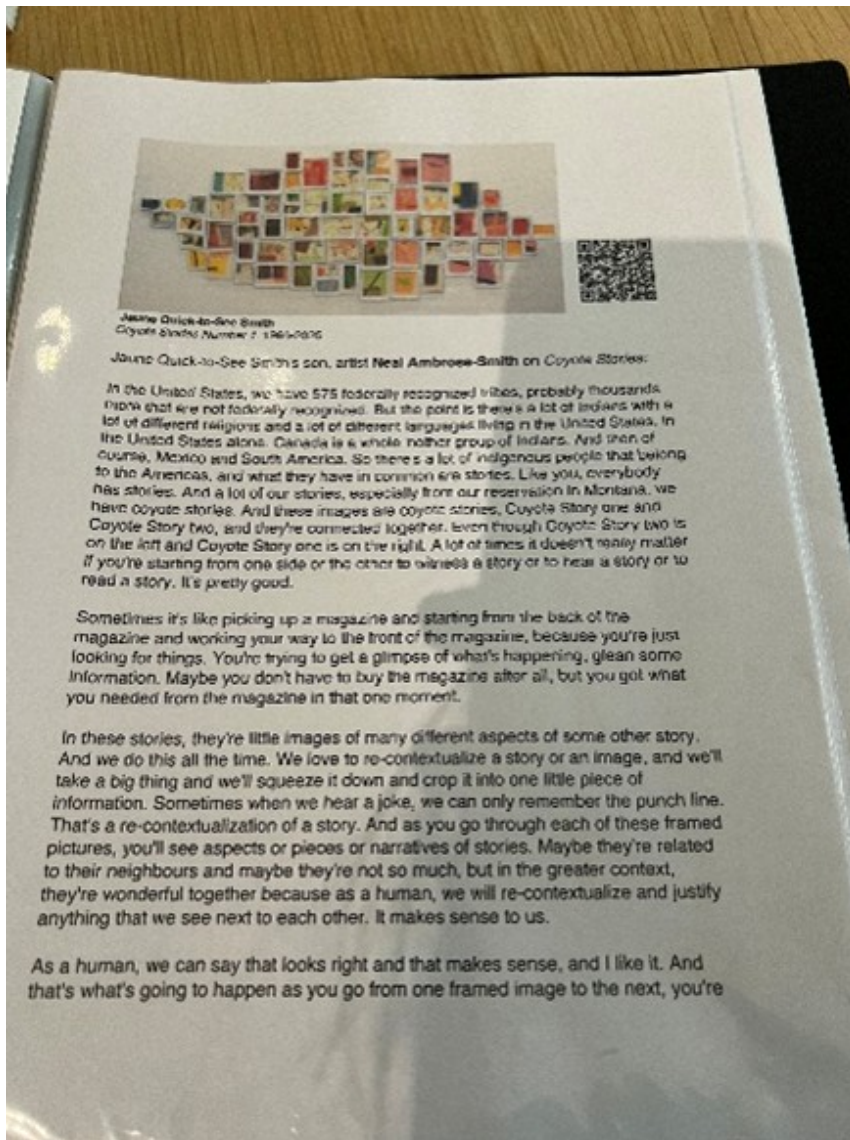 Jaune Quick-to-See Smith
Coyote Stories Number
Jaune Quick-to-See Smith's son, artist Neal Ambrose-Smith on Coyote Stories:
In the United States, we have 575 federally recognized tribes, probably thousands
more that are not federally recognized. But the point is there's a lot of Indians with a
lot of different religions and a lot of different languages living in the United States. In
the United States alone. Canada is a whole nother group of Indians. And then of
course, Mexico and South America. So there's a lot of indigenous people that belong
to the Americas, and what they have in common are stories. Like you, everybody
has stories. And a lot of our stories, especially from our reservation in Montana, we
have coyote stories. And these images are coyote stories, Coyote Story one and
Coyote Story two, and they're connected together. Even though Coyote Story two is
on the left and Coyote Story one is on the right. A lot of times it doesn't really matter
if you're starting from one side or the other to witness a story or to hear a story or to
read a story. It's pretty good.
Sometimes it's like picking up a magazine and starting from the back of the
magazine and working your way to the front of the magazine, because you're just
looking for things. You're trying to get a glimpse of what's happening, glean some
information. Maybe you don't have to buy the magazine after all, but you got what
you needed from the magazine in that one moment.
In these stories, they're little images of many different aspects of some other story.
And we do this all the time. We love to re-contextualize a story or an image, and we'll
take a big thing and we'll squeeze it down and crop it into one little piece of
information. Sometimes when we hear a joke, we can only remember the punch line.
That's a re-contextualization of a story. And as you go through each of these framed
pictures, you'll see aspects or pieces or narratives of stories. Maybe they're related
to their neighbours and maybe they're not so much, but in the greater context,
they're wonderful together because as a human, we will re-contextualize and justify
anything that we see next to each other. It makes sense to us.
As a human, we can say that looks right and that makes sense, and I like it. And
that's what's going to happen as you go from one framed image to the next, you're